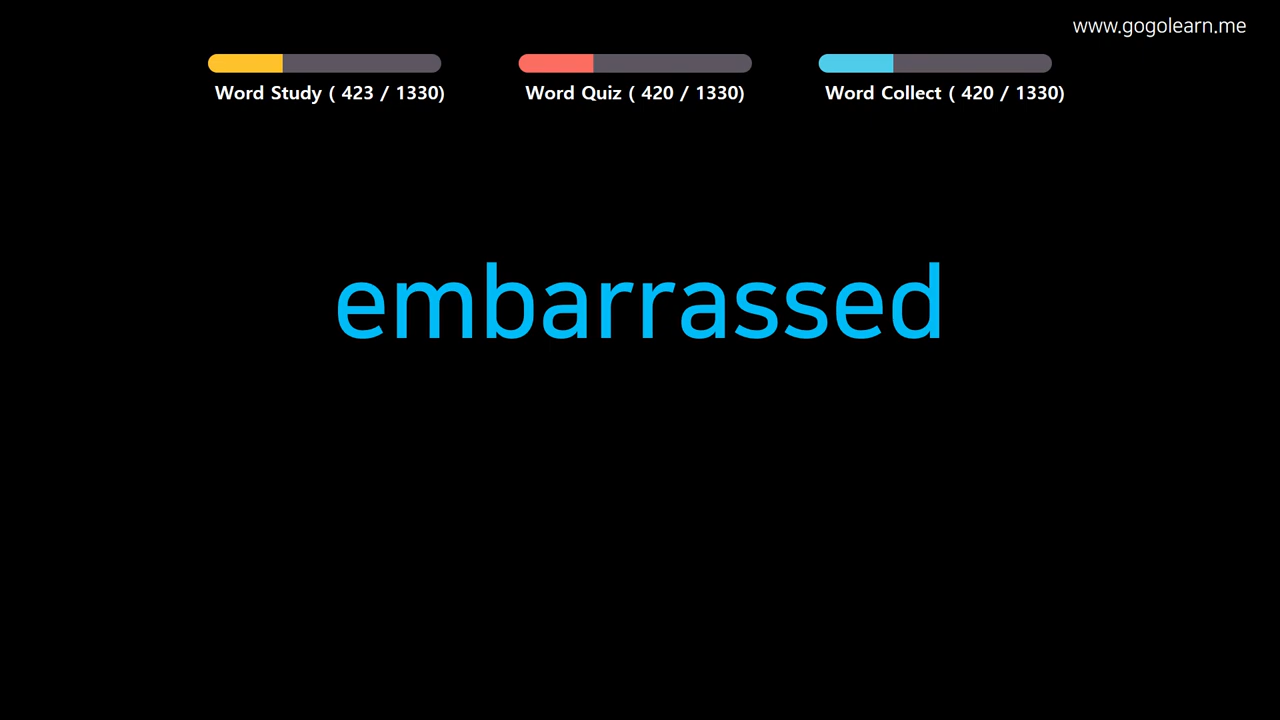 www.gogolearn.me
Word Study ( 423 / 1330)
Word Quiz ( 420 / 1330)
Word Collect ( 420 / 1330)
embarrassed